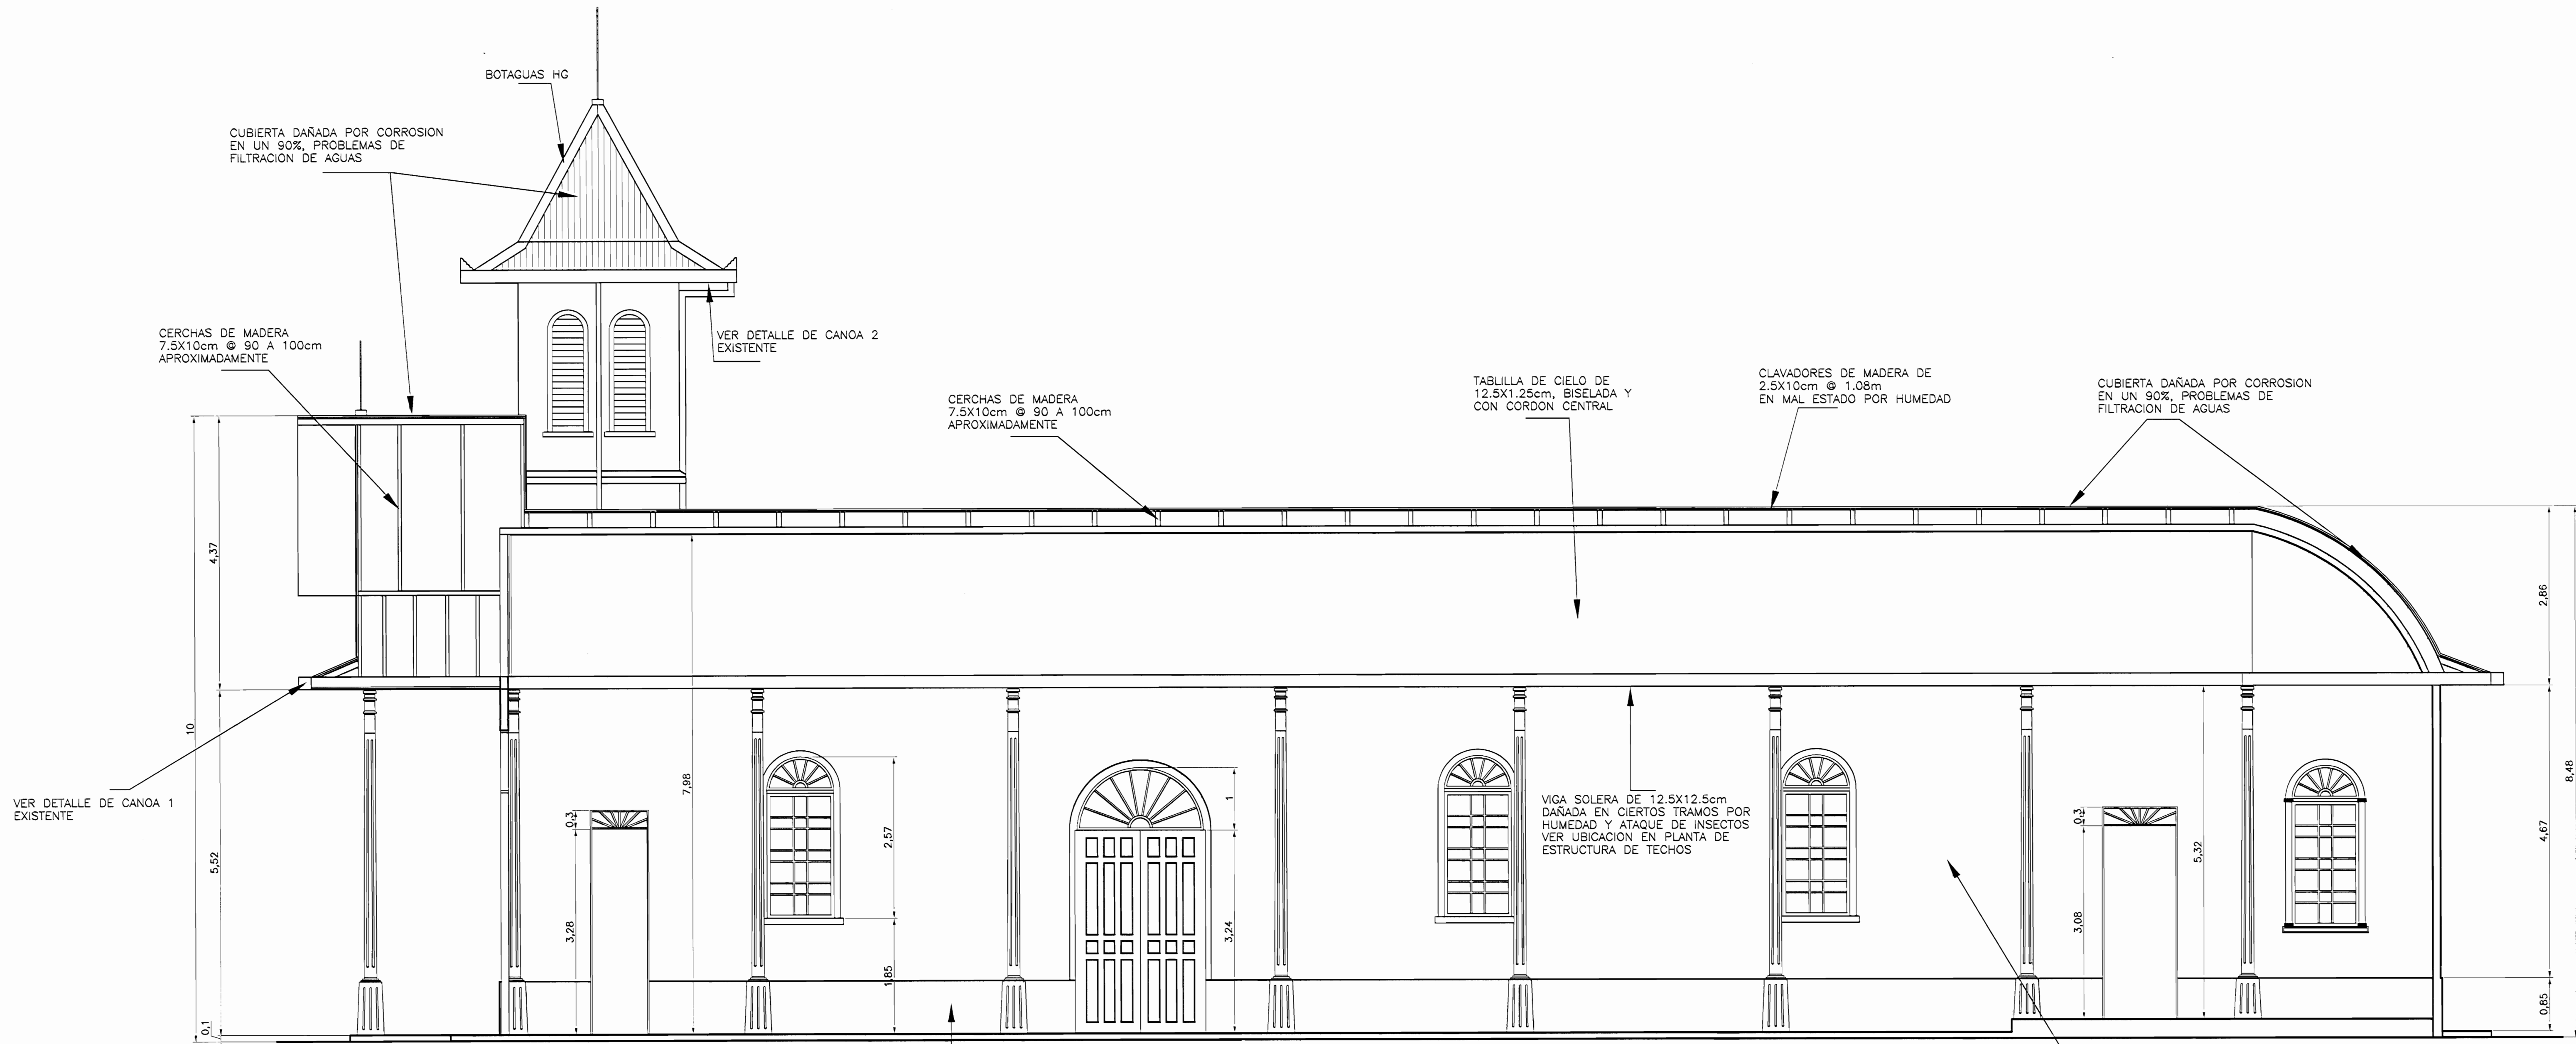 BOTAGUAS HG
CUBIERTA DAÑADA POR CORROSION
EN UN 90%, PROBLEMAS DE
FILTRACION DE AGUAS
CERCHAS DE MADERA
7.5X10cm @ 90 A 100cm
APROXIMADAMENTE
VER DETALLE DE CANOA 2
EXISTENTE
CERCHAS DE MADERA
7.5X10cm @ 90 A 100cm
APROXIMADAMENTE
TABLILLA DE CIELO DE
12.5X1.25cm, BISELADA Y
CON CORDON CENTRAL
CLAVADORES DE MADERA DE
2.5X10cm @ 1.08m
EN MAL ESTADO POR HUMEDAD
CUBIERTA DAÑADA POR CORROSION
EN UN 90%, PROBLEMAS DE
FILTRACION DE AGUAS
4,37
2,86
10
5,52
0,1
VER DETALLE DE CANOA 1
EXISTENTE
0,3
3,28
7,98
2,57
1,85
1
3,24
VIGA SOLERA DE 12.5X12.5cm
DAÑADA EN CIERTOS TRAMOS POR
HUMEDAD Y ATAQUE DE INSECTOS
VER UBICACION EN PLANTA DE
ESTRUCTURA DE TECHOS
0,3
3,08
5,32
4,67
0,85
8,48